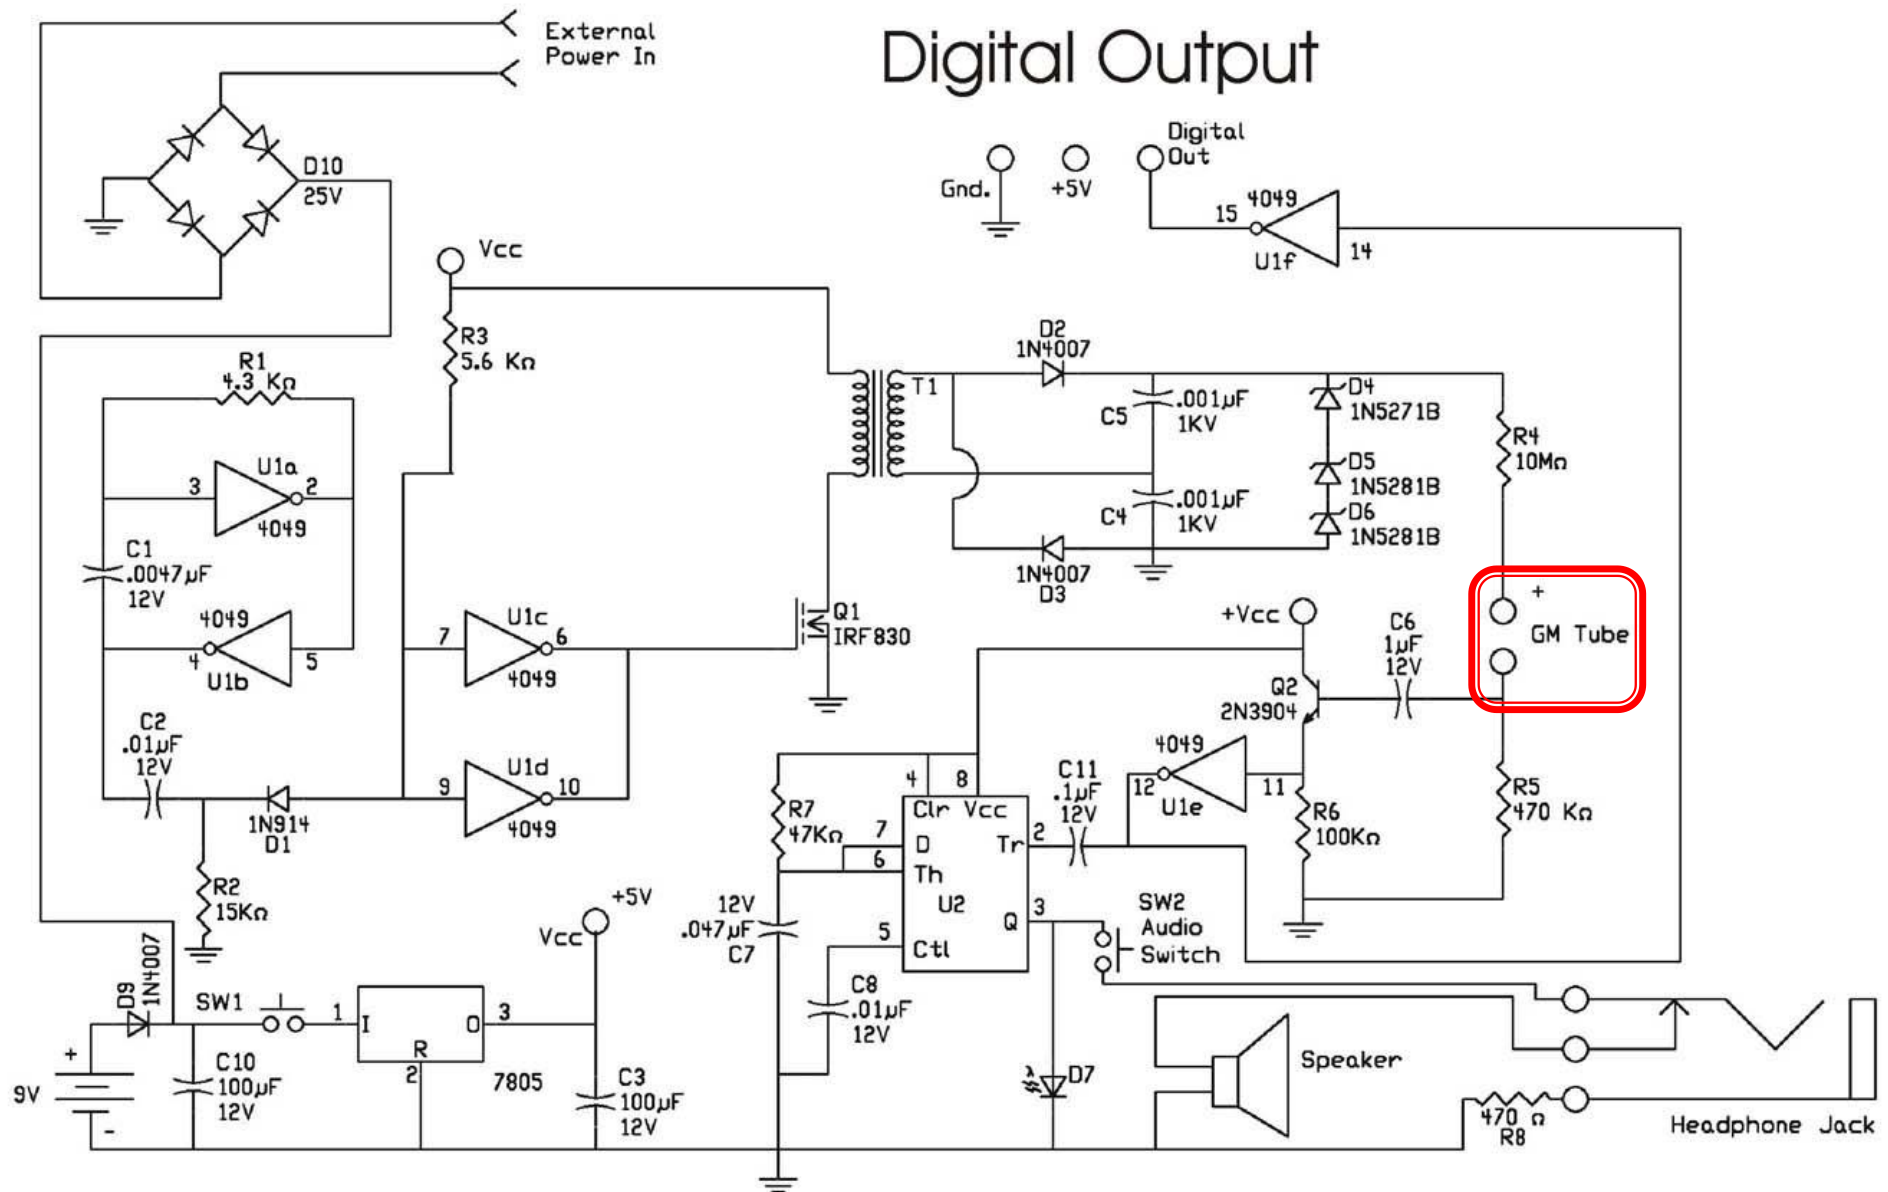 External
Power In
Digital Output
Digital
Out
Gnd.
+5V
4049
15
14
U1f
D10
25V
Vcc
R3
5.6 KΩ
R1
4.3 KΩ
U1a
3
2
4049
C1
.0047µF
12V
4049
4
5
U1b
C2
.01µF
12V
1N914
D1
R2
15KΩ
7
U1c
6
4049
9
U1d
10
4049
Q1
IRF830
T1
D2
1N4007
C5
.001µF
1KV
C4
.001µF
1KV
1N4007
D3
D4
1N5271B
D5
1N5281B
D6
1N5281B
R4
10MΩ
+
GM Tube
+Vcc
C6
1µF
12V
Q2
2N3904
4049
12
11
U1e
C11
.1µF
12V
R6
100KΩ
R5
470 KΩ
R7
47KΩ
4
8
Clr
Vcc
7
D
6
Th
Tr
2
U2
Q
3
5
Ctl
12V
.047µF
C7
C8
.01µF
12V
SW2
Audio
Switch
D7
λ
Speaker
470 Ω
R8
Headphone Jack
D9
1N4007
SW1
1
I
O
3
R
2
7805
+5V
Vcc
C10
100µF
12V
C3
100µF
12V
+
9V
-